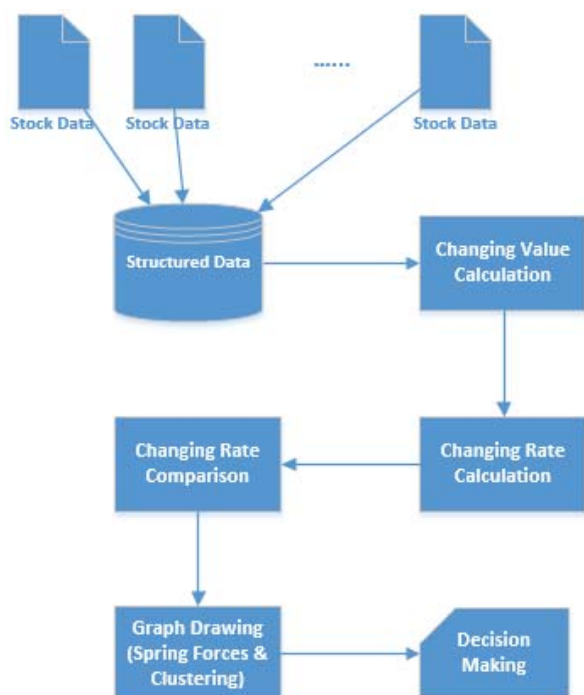 ......
Stock Data
Stock Data
Stock Data
Structured Data
Changing Value
Calculation
Changing Rate
Comparison
Changing Rate
Calculation
Graph Drawing
(Spring Forces &
Clustering)
Decision
Making